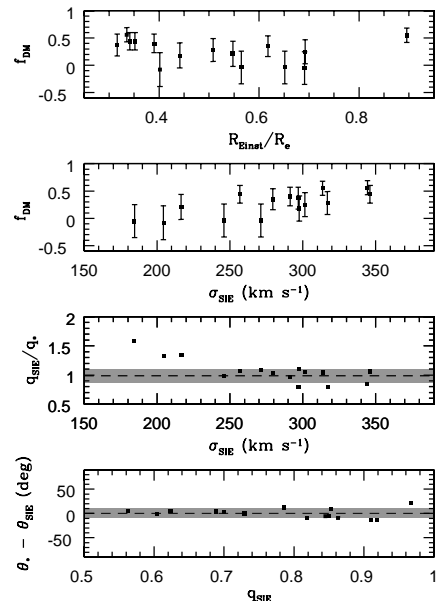 1
0.5
0
-0.5
f_DM
0.4 0.6 0.8
R_Einst/R_e
1
0.5
0
-0.5
f_DM
150 200 250 300 350
σ_SIE (km s⁻¹)
2
1.5
1
0.5
q_SIE/q_*
150 200 250 300 350
σ_SIE (km s⁻¹)
50
0
-50
θ_* - θ_SIE (deg)
0.5 0.6 0.7 0.8 0.9 1
q_SIE